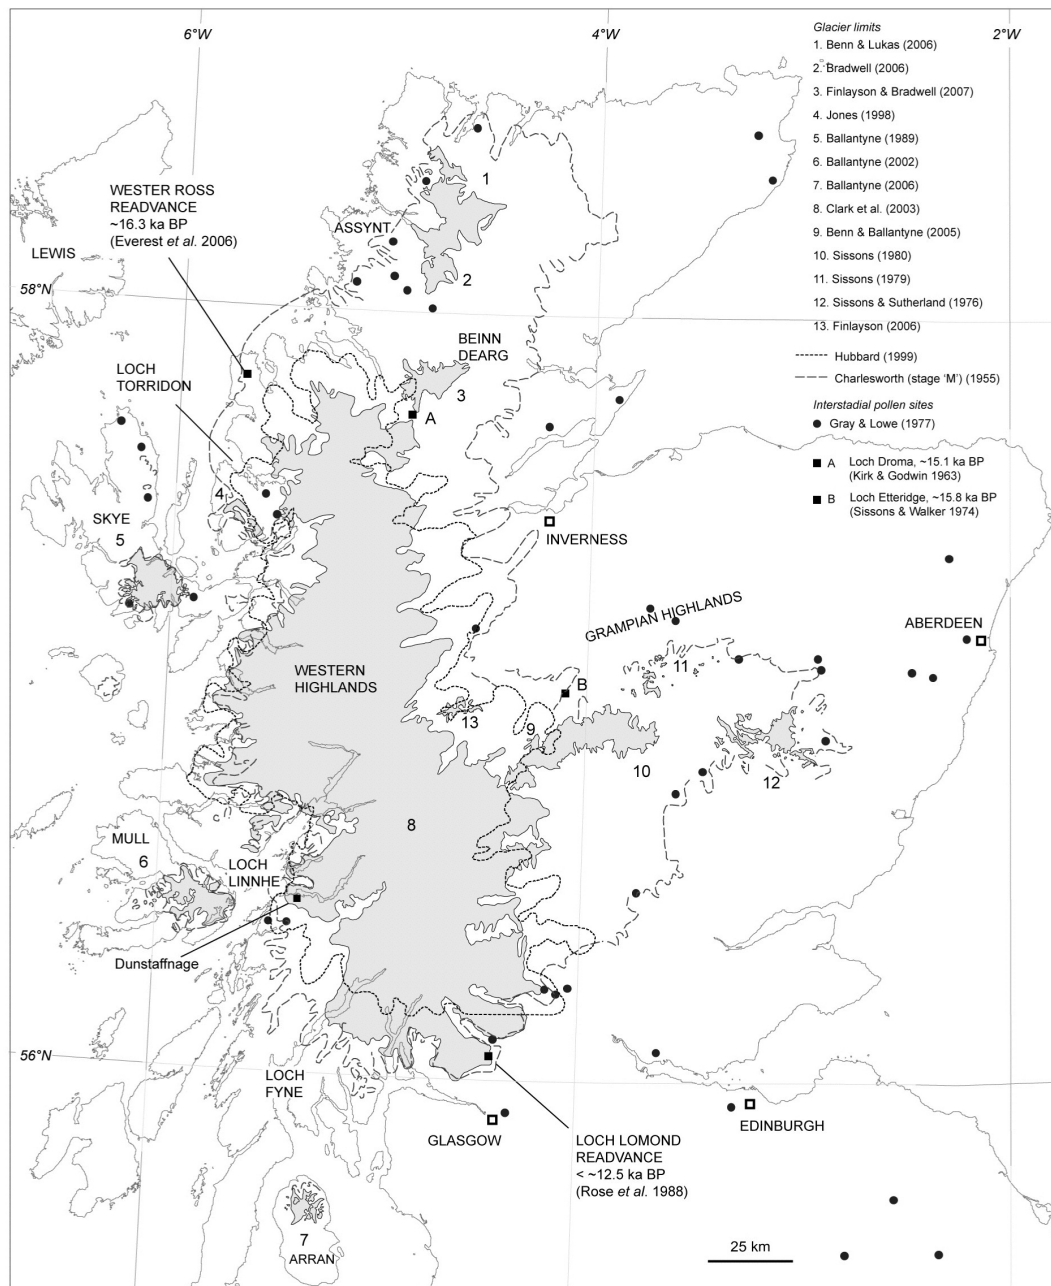 6°W
4°W
2°W
Glacier limits
1. Benn & Lukas (2006)
2. Bradwell (2006)
3. Finlayson & Bradwell (2007)
4. Jones (1998)
5. Ballantyne (1989)
6. Ballantyne (2002)
7. Ballantyne (2006)
8. Clark et al. (2003)
9. Benn & Ballantyne (2005)
10. Sissons (1980)
11. Sissons (1979)
12. Sissons & Sutherland (1976)
13. Finlayson (2006)
Hubbard (1999)
Charlesworth (stage 'M') (1955)
Interstadial pollen sites
Gray & Lowe (1977)
A Loch Droma, ~15.1 ka BP
(Kirk & Godwin 1963)
B Loch Etteridge, ~15.8 ka BP
(Sissons & Walker 1974)
1
WESTER ROSS
READVANCE
~16.3 ka BP
(Everest et al. 2006)
ASSYNT
LEWIS
2
58°N
BEINN
DEARG
LOCH
TORRIDON
3
A
4
SKYE
5
INVERNESS
GRAMPIAN HIGHLANDS
ABERDEEN
11
WESTERN
HIGHLANDS
B
13
9
10
12
8
MULL
6
LOCH
LINNHE
Dunstaffnage
56°N
LOCH
FYNE
GLASGOW
EDINBURGH
LOCH LOMOND
READVANCE
< ~12.5 ka BP
(Rose et al. 1988)
7
ARRAN
25 km